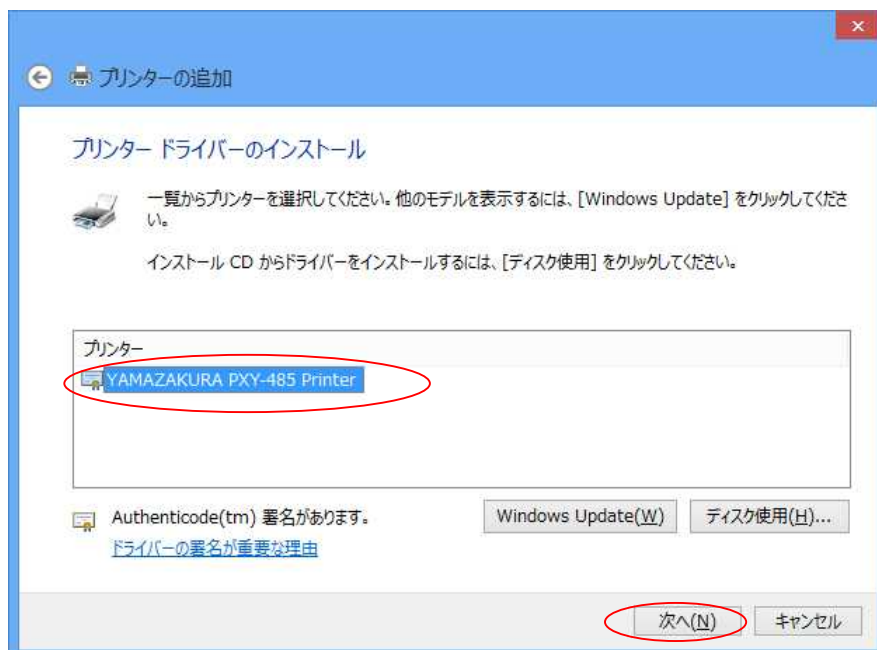 プリンターの追加
プリンター ドライバーのインストール
一覧からプリンターを選択してください。他のモデルを表示するには、[Windows Update] をクリックしてくださ
い。
インストール CD からドライバーをインストールするには、[ディスク使用] をクリックしてください。
プリンター
YAMAZAKURA PXY-485 Printer
Authenticode(tm) 署名があります。
Windows Update(W)
ディスク使用(H)...
ドライバーの署名が重要な理由
次へ(N)
キャンセル